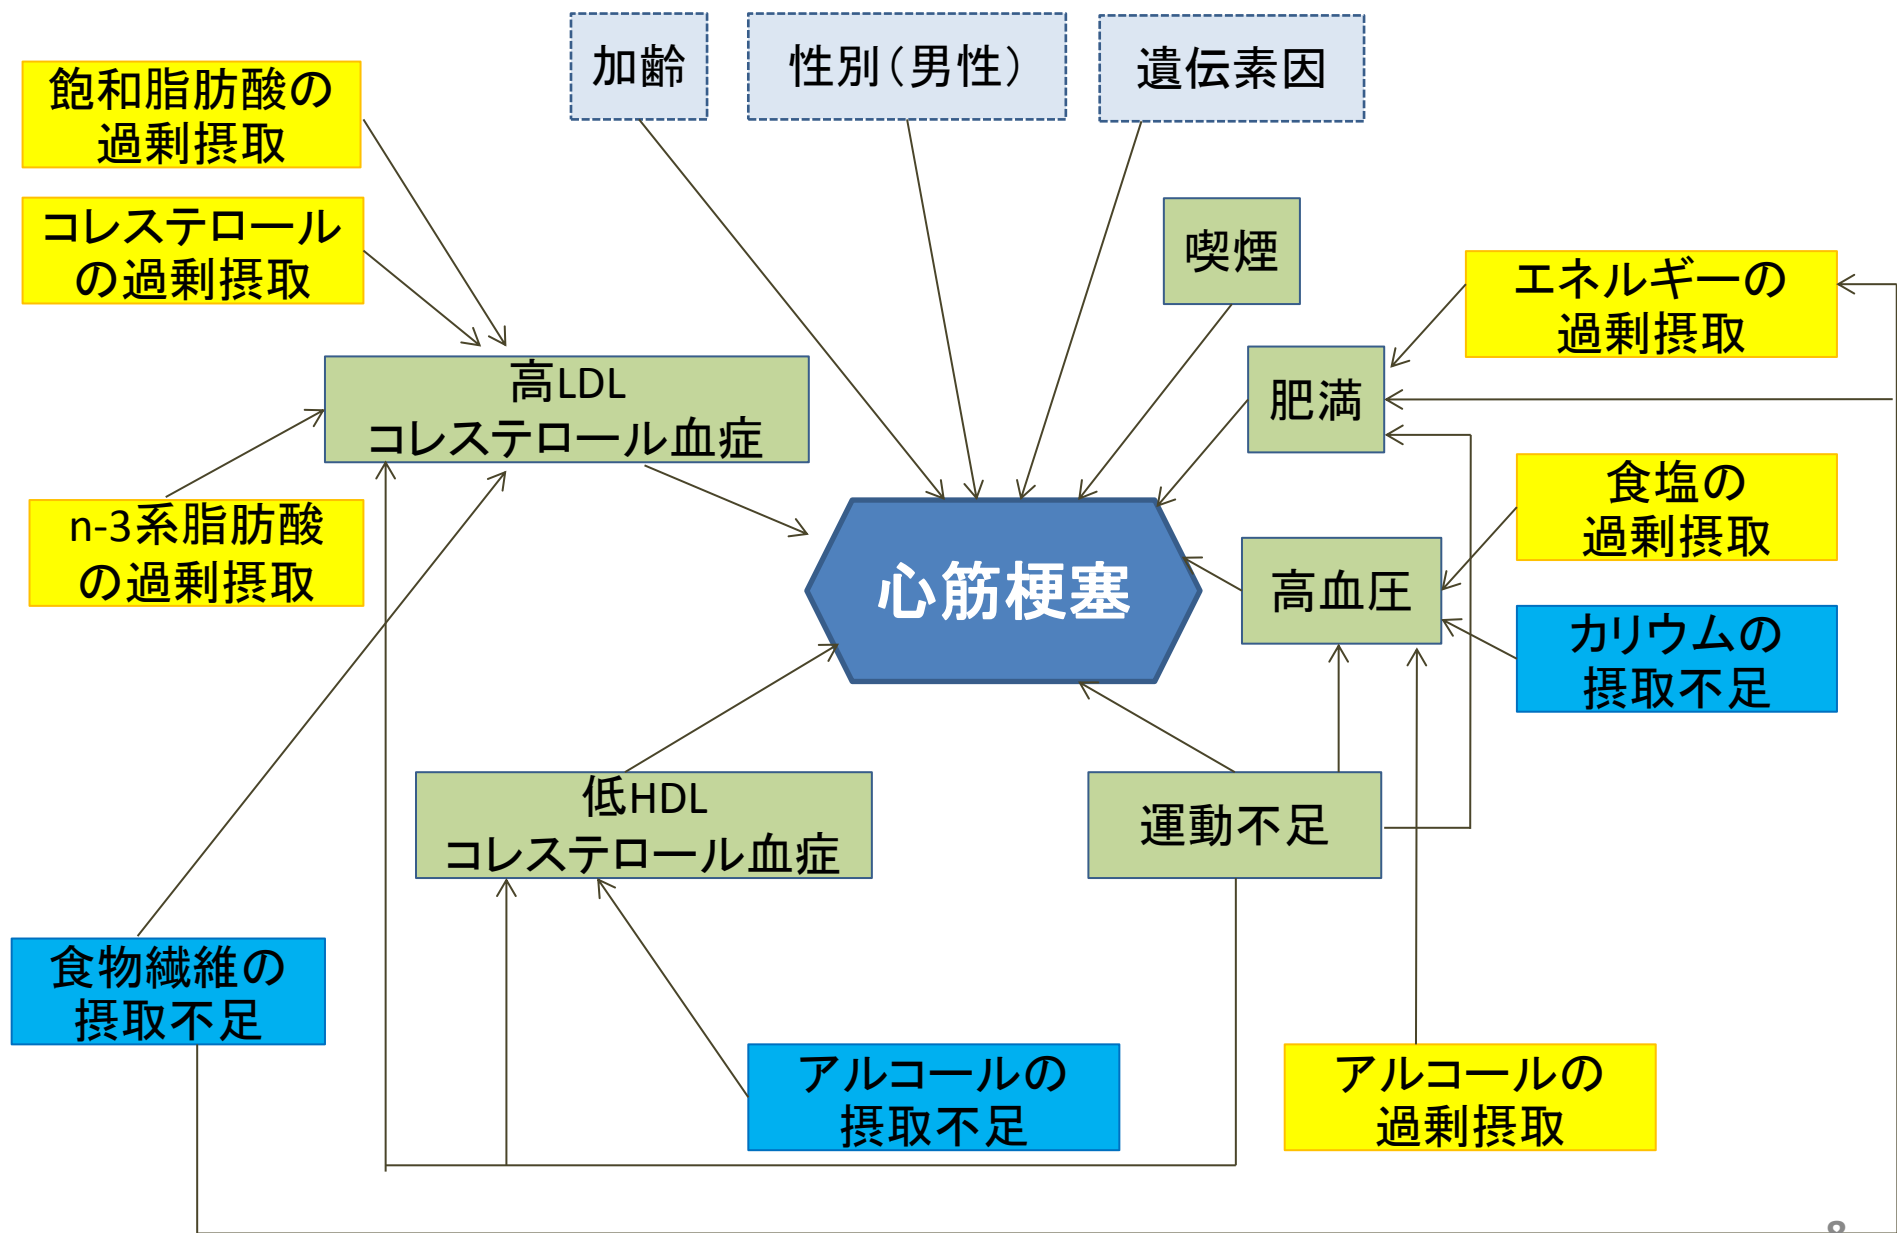 加齢
性別（男性）
遺伝素因
飽和脂肪酸の
過剰摂取
コレステロール
の過剰摂取
喫煙
エネルギーの
過剰摂取
高LDL
コレステロール血症
肥満
n-3系脂肪酸
の過剰摂取
食塩の
過剰摂取
心筋梗塞
高血圧
カリウムの
摂取不足
低HDL
コレステロール血症
運動不足
食物繊維の
摂取不足
アルコールの
摂取不足
アルコールの
過剰摂取
8